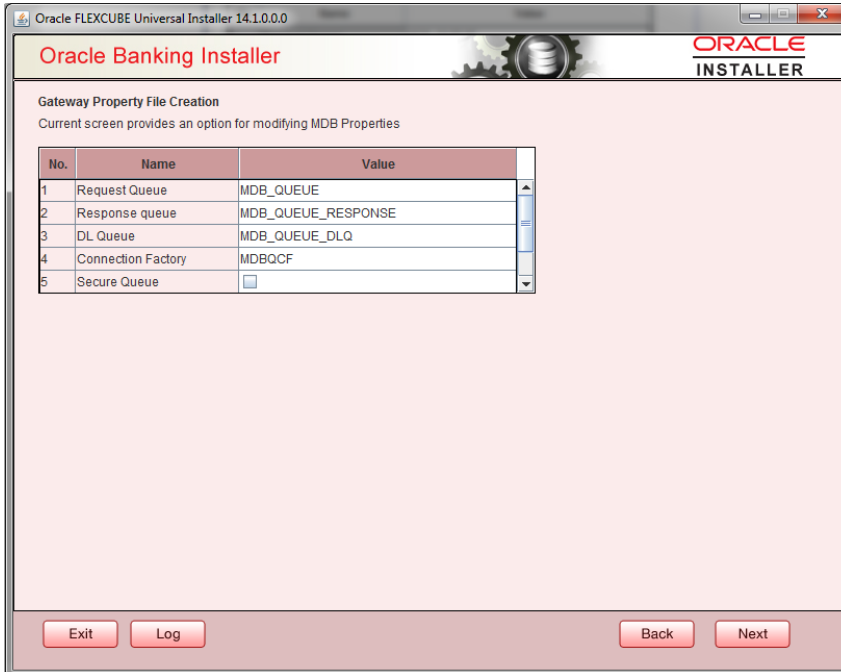 Oracle FLEXCUBE Universal Installer 14.1.0.0.0
Oracle Banking Installer
ORACLE
INSTALLER
Gateway Property File Creation
Current screen provides an option for modifying MDB Properties
No. Name Value
1 Request Queue MDB_QUEUE
2 Response queue MDB_QUEUE_RESPONSE
3 DL Queue MDB_QUEUE_DLQ
4 Connection Factory MDBQCF
5 Secure Queue
Exit Log Back Next